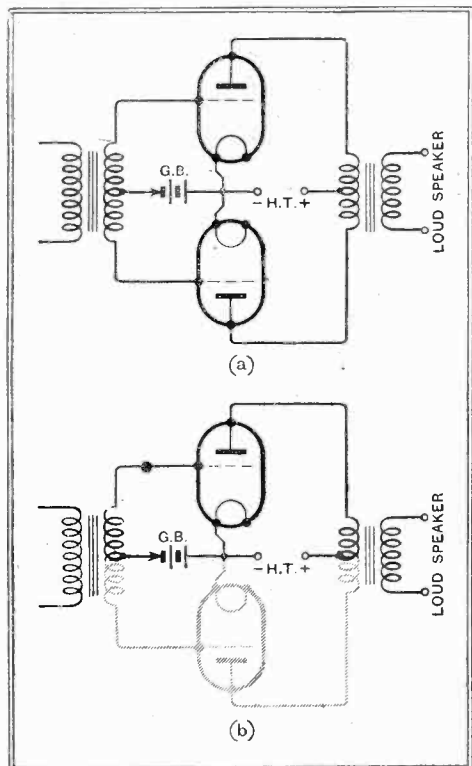 G.B.
- H.T. +
LOUD SPEAKER
(a)
G.B.
- H.T. +
LOUD SPEAKER
(b)